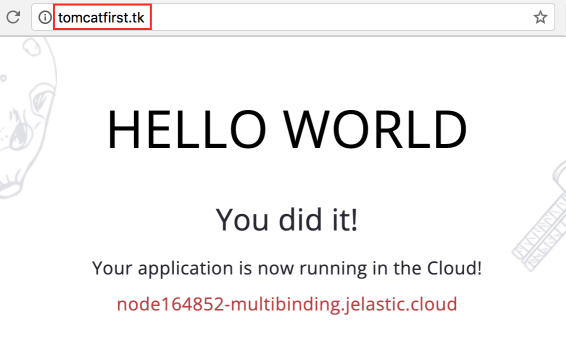 tomcatfirst.tk
HELLO WORLD
You did it!
Your application is now running in the Cloud!
node164852-multibinding.jelastic.cloud